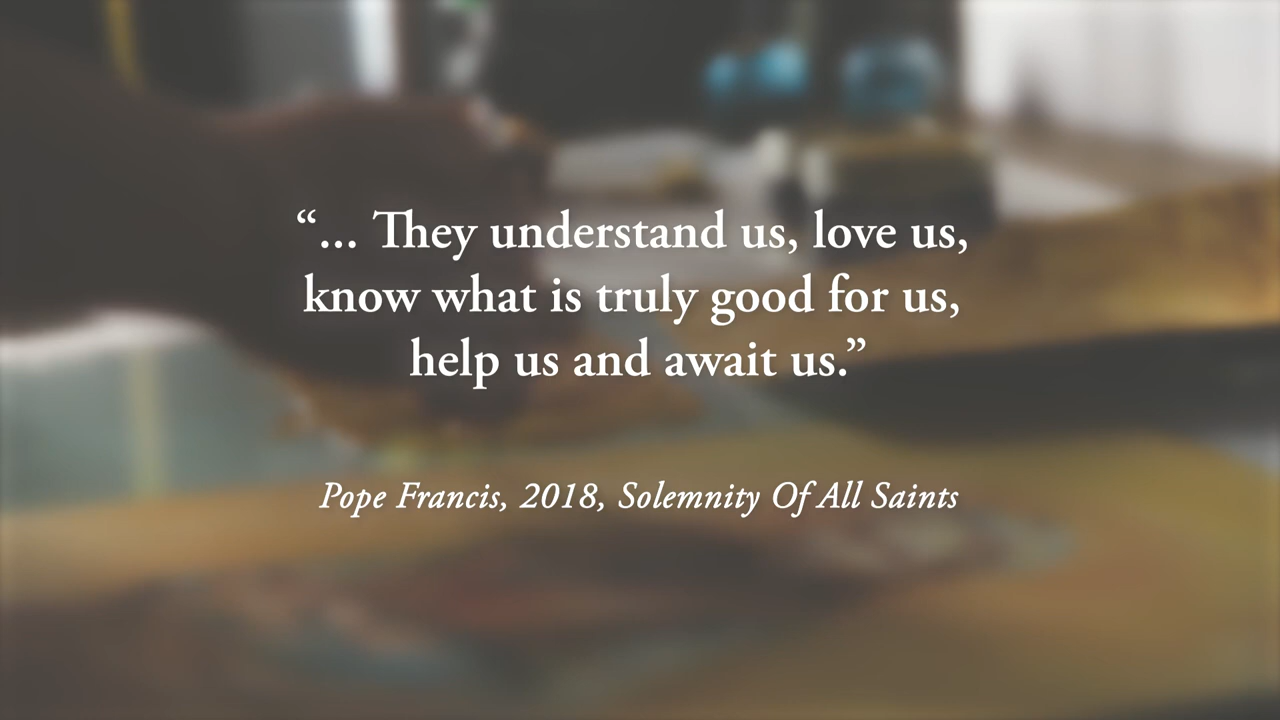 “... They understand us, love us,
know what is truly good for us,
help us and await us.”
Pope Francis, 2018, Solemnity Of All Saints